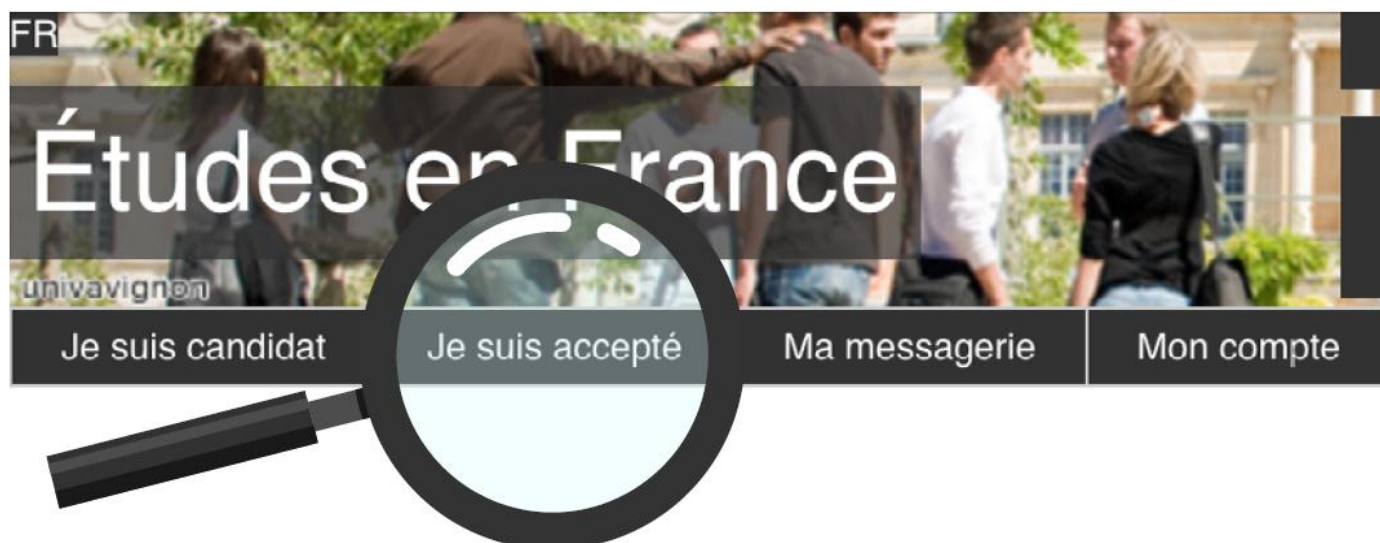 FR
Études en France
univavignon
Je suis candidat Je suis accepté Ma messagerie Mon compte